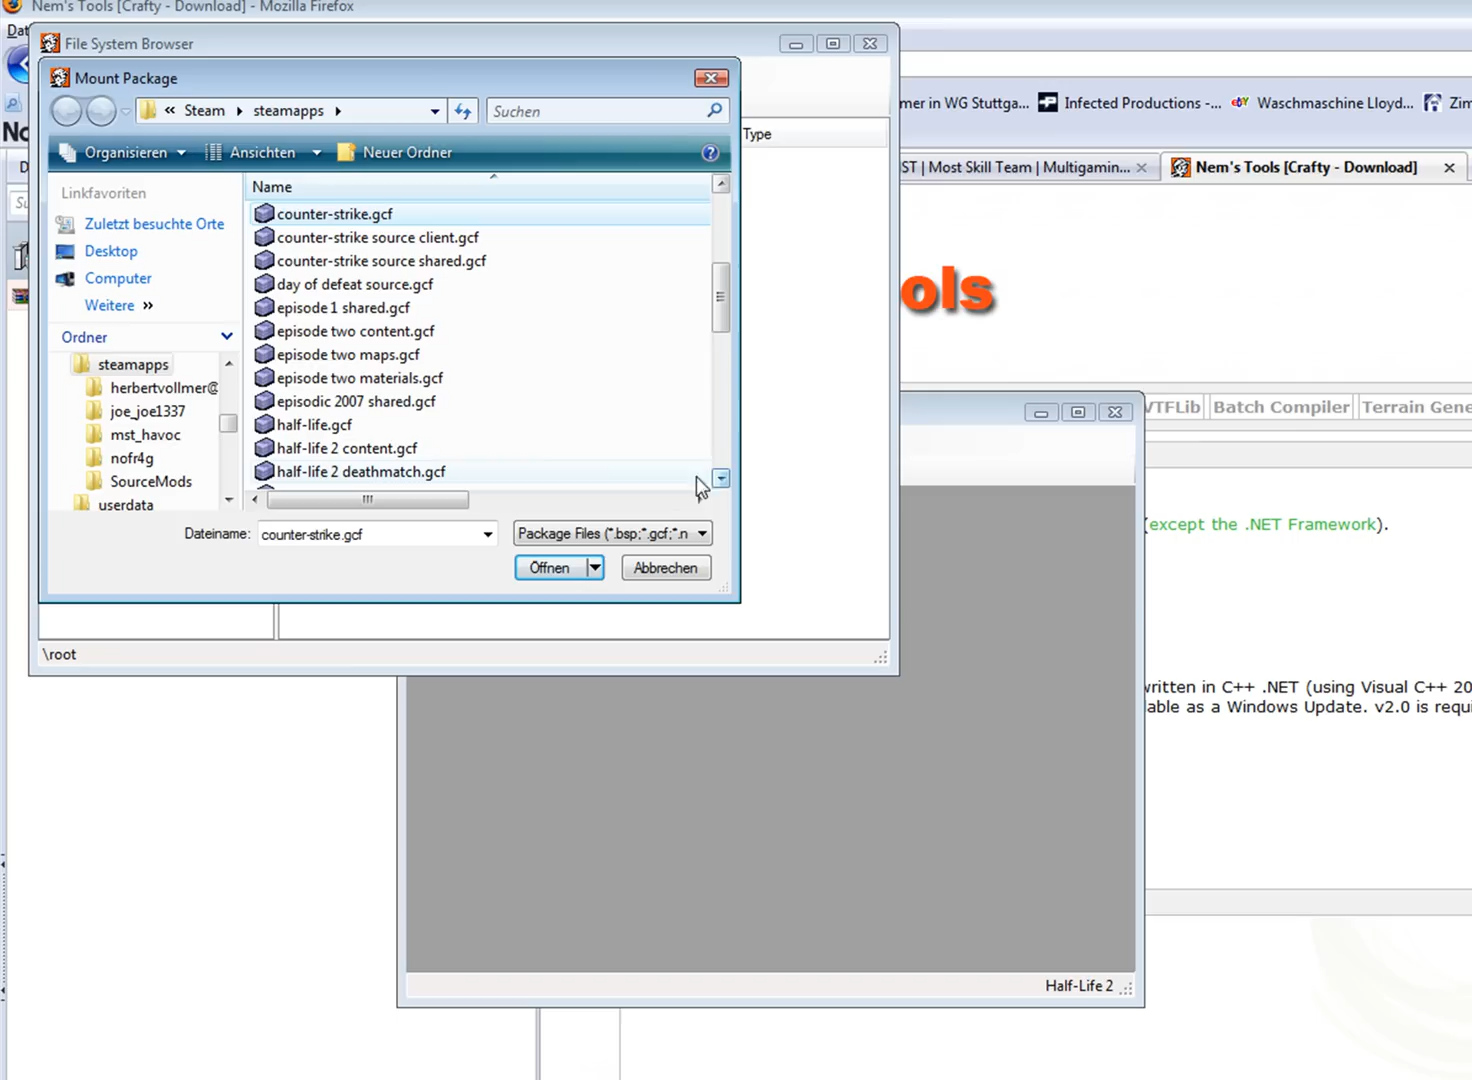 Nem's Tools [Crafty - Download] - Mozilla Firefox
Dat
File System Browser
Mount Package
« Steam steamapps
Suchen
Type
mer in WG Stuttga...
Infected Productions -...
Waschmaschine Lloyd...
Zim
No
Organisieren
Ansichten
Neuer Ordner
ST | Most Skill Team | Multigamin...
Nem's Tools [Crafty - Download]
D
Su
Linkfavoriten
Zuletzt besuchte Orte
Desktop
Computer
Weitere »
Ordner
steamapps
herbertvollmer@
joe_joe1337
mst_havoc
nofr4g
SourceMods
userdata
Name
counter-strike.gcf
counter-strike source client.gcf
counter-strike source shared.gcf
day of defeat source.gcf
episode 1 shared.gcf
episode two content.gcf
episode two maps.gcf
episode two materials.gcf
episodic 2007 shared.gcf
half-life.gcf
half-life 2 content.gcf
half-life 2 deathmatch.gcf
Dateiname:
counter-strike.gcf
Package Files (*.bsp;*.gcf;*.n
Öffnen
Abbrechen
\root
ols
VTFLib
Batch Compiler
Terrain Gene
(except the .NET Framework).
written in C++ .NET (using Visual C++ 20
able as a Windows Update. v2.0 is requi
Half-Life 2